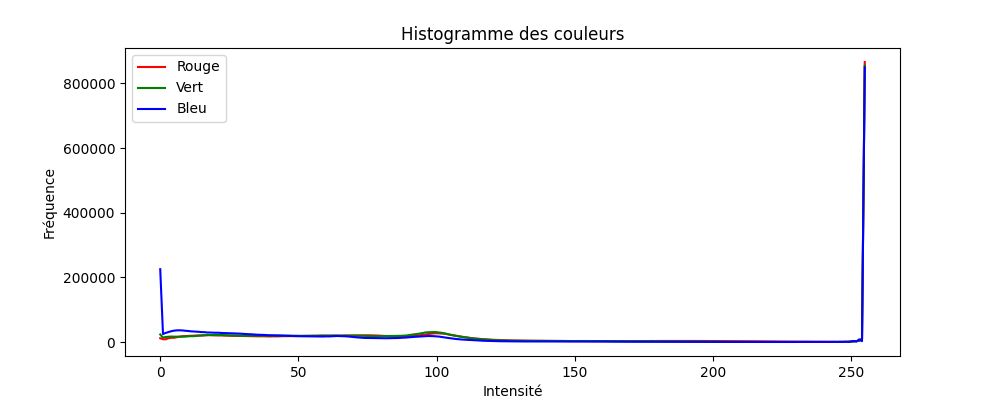 Histogramme des couleurs
Rouge
Vert
Bleu
Fréquence
800000
600000
400000
200000
0
0 50 100 150 200 250
Intensité